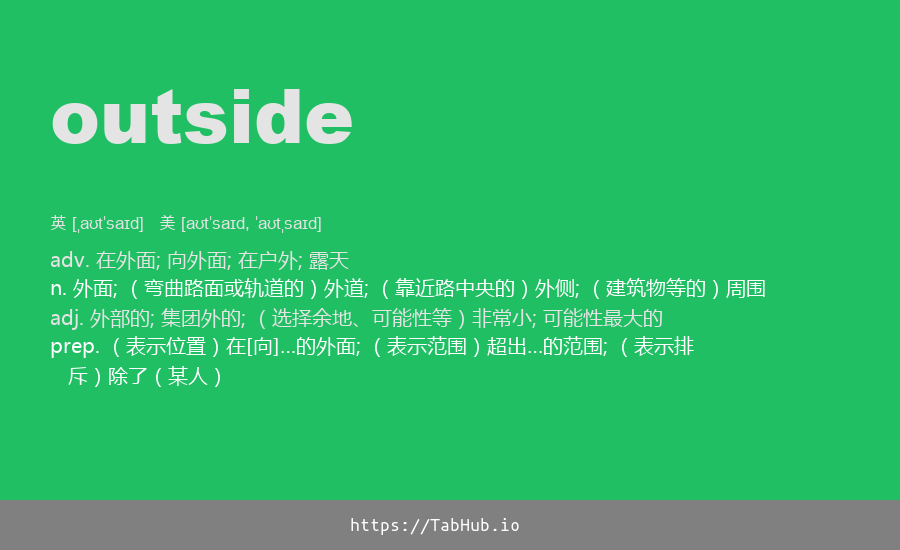 outside
英 [ˌaʊt'saɪd] 美 [aʊt'saɪd, 'aʊtˌsaɪd]
adv. 在外面; 向外面; 在户外; 露天
n. 外面; （弯曲路面或轨道的）外道; （靠近路中央的）外侧; （建筑物等的）周围
adj. 外部的; 集团外的; （选择余地、可能性等）非常小; 可能性最大的
prep. （表示位置）在[向]…的外面; （表示范围）超出…的范围; （表示排
斥）除了（某人）
https://TabHub.io